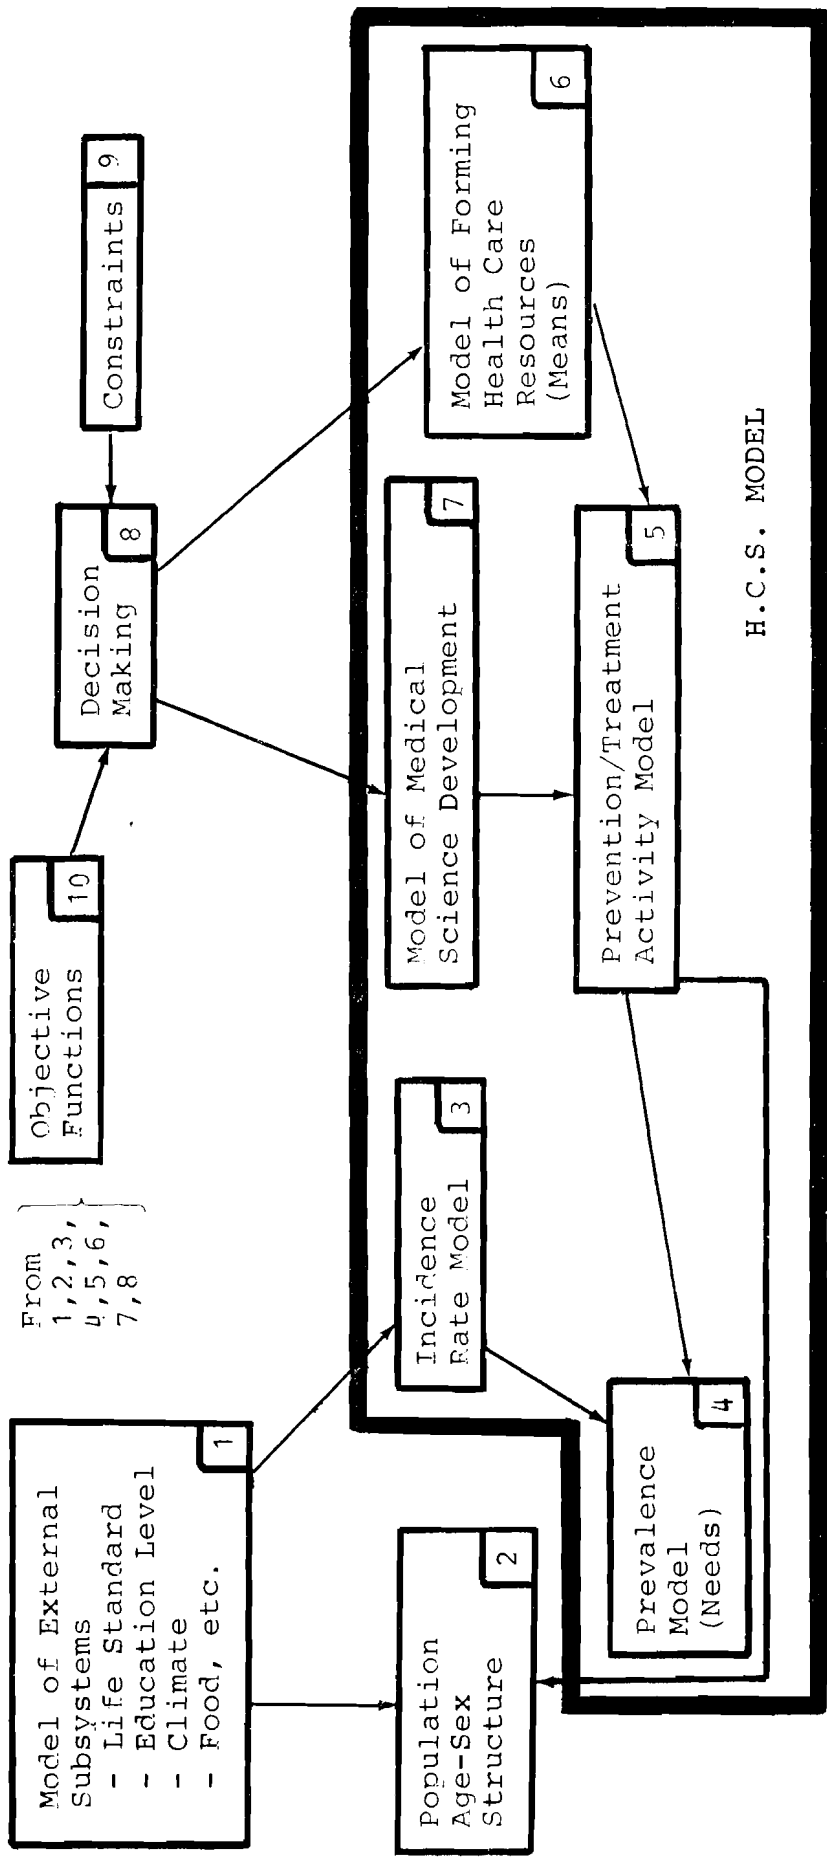 Model of External
Subsystems
- Life Standard
- Education Level
- Climate
- Food, etc.
1
From
1,2,3,
4,5,6,
7,8
Objective
Functions
10
Decision
Making
8
Constraints
9
Population
Age-Sex
Structure
2
Incidence
Rate Model
3
Model of Medical
Science Development
7
Model of Forming
Health Care
Resources
(Means)
6
Prevalence
Model
(Needs)
4
Prevention/Treatment
Activity Model
5
H.C.S. MODEL